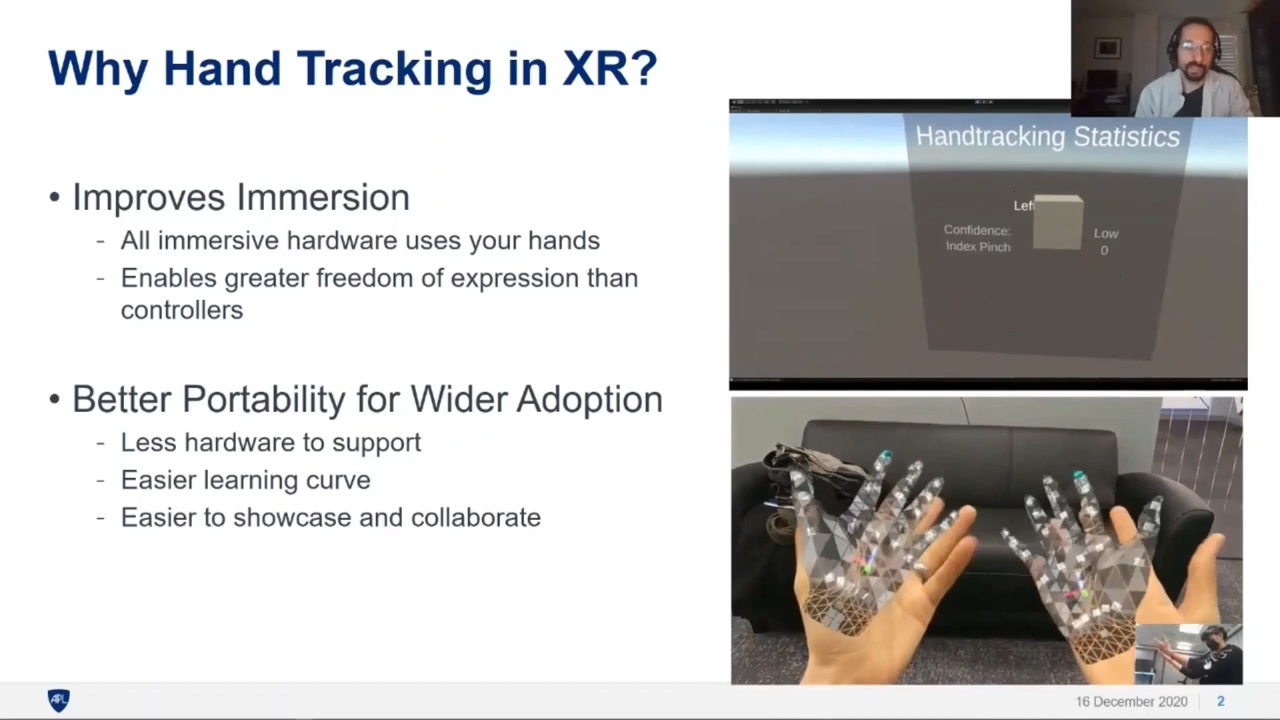 Why Hand Tracking in XR?
• Improves Immersion
- All immersive hardware uses your hands
- Enables greater freedom of expression than
controllers
• Better Portability for Wider Adoption
- Less hardware to support
- Easier learning curve
- Easier to showcase and collaborate
Handtracking Statistics
Left
Confidence: Low
Index Pinch 0
APL
16 December 2020 2